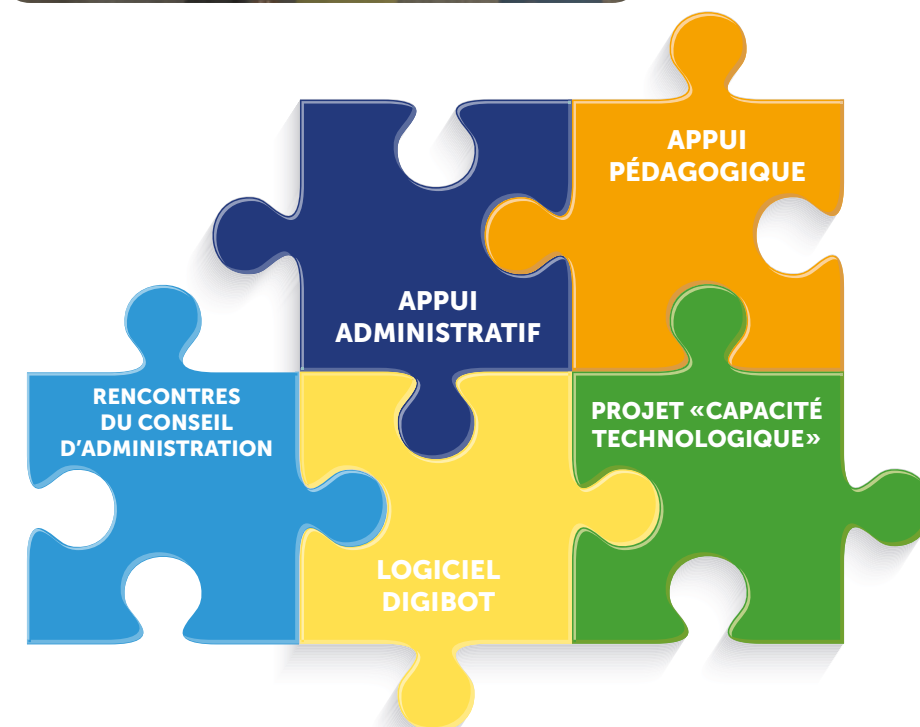 APPUI
PÉDAGOGIQUE
APPUI
ADMINISTRATIF
RENCONTRES
DU CONSEIL
D'ADMINISTRATION
PROJET «CAPACITÉ
TECHNOLOGIQUE»
LOGICIEL
DIGIBOT